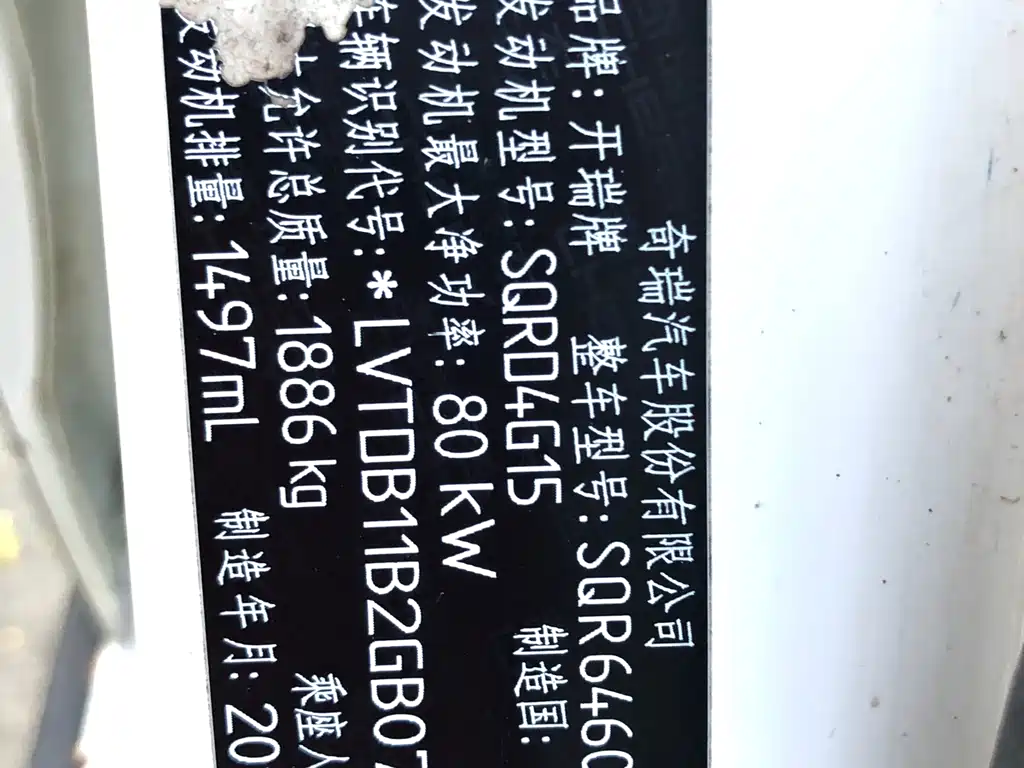 奇瑞汽车股份有限公司
品牌: 开瑞牌 整车型号: SQR6460
发动机型号: SQRD4G15 制造国:
发动机最大净功率: 80 kW
车辆识别代号: *LVTDB11B2GB07
大允许总质量: 1886 kg 乘座人
发动机排量: 1497mL 制造年月: 20